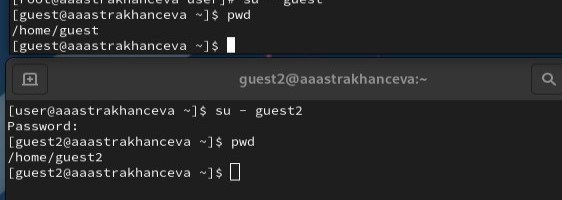 [root@aaastrakhanceva user]# su - guest
[guest@aaastrakhanceva ~]$ pwd
/home/guest
[guest@aaastrakhanceva ~]$
guest2@aaastrakhanceva:~
[user@aaastrakhanceva ~]$ su - guest2
Password:
[guest2@aaastrakhanceva ~]$ pwd
/home/guest2
[guest2@aaastrakhanceva ~]$